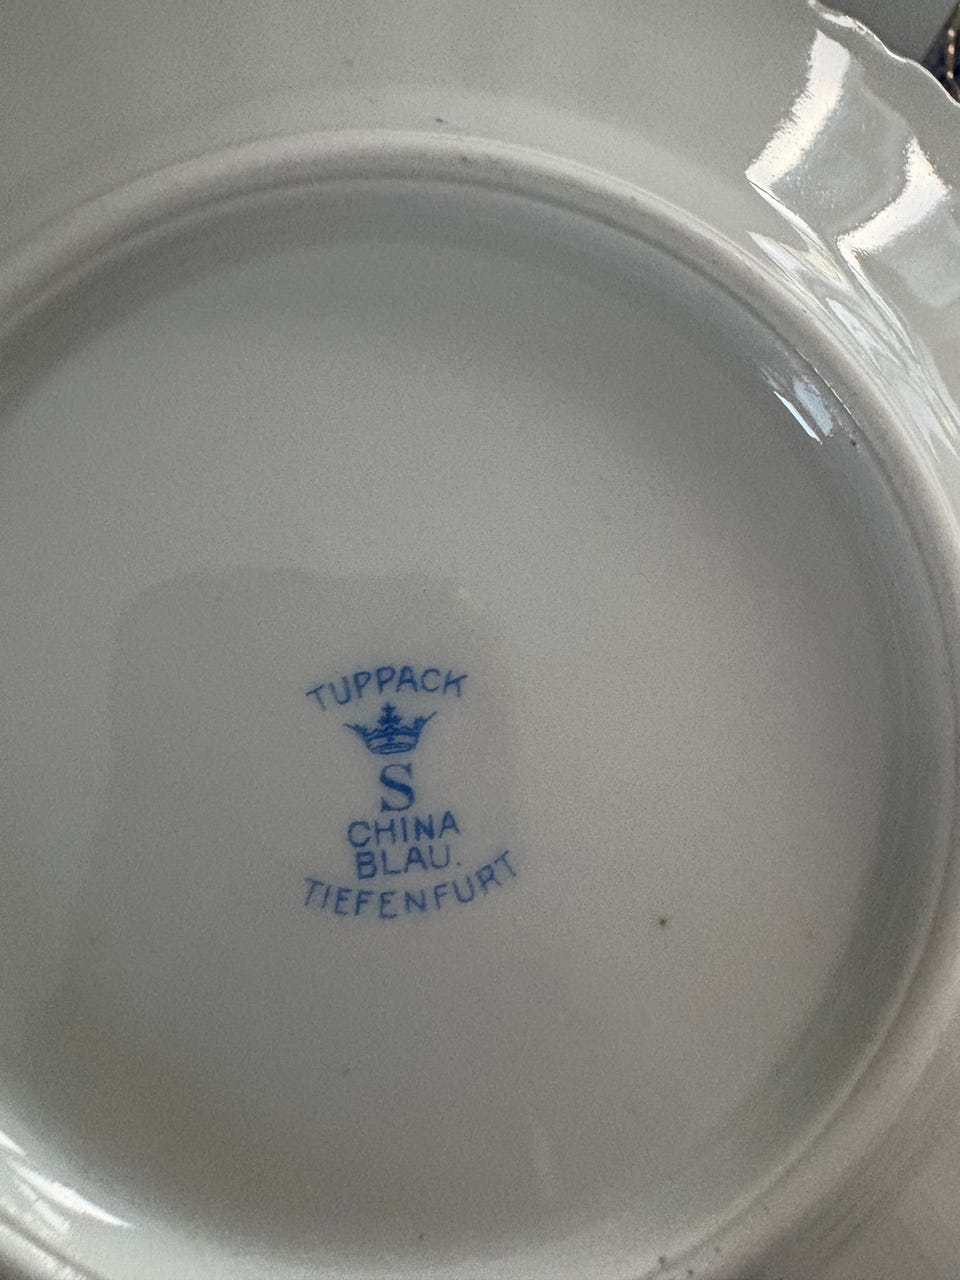 TUPPACK
S
CHINA
BLAU.
TIEFENFURT